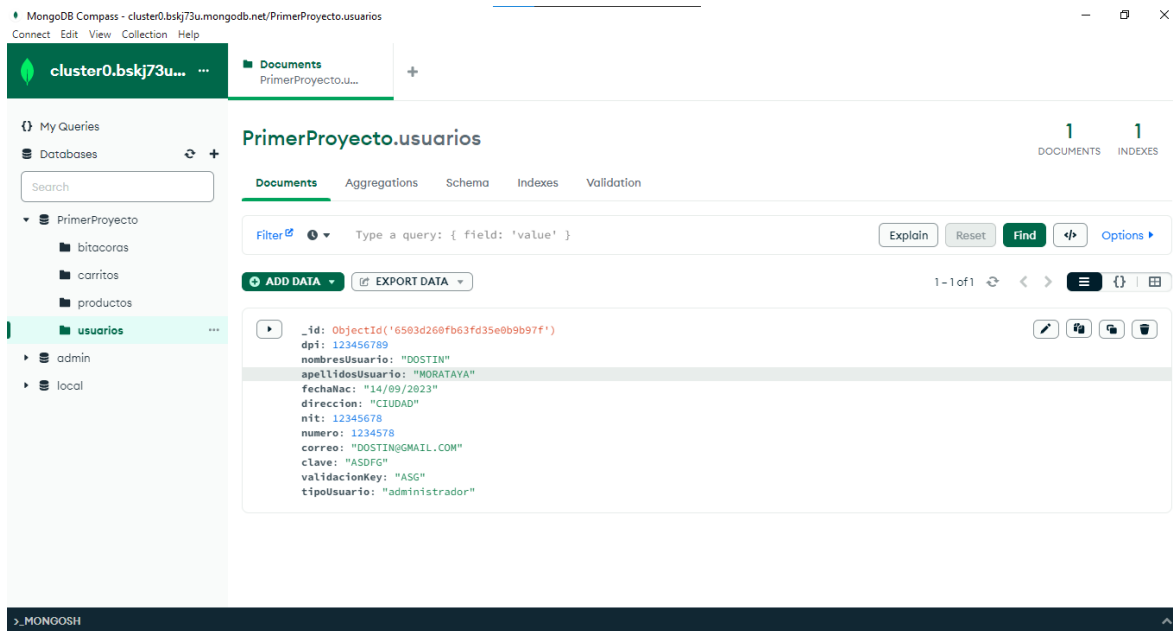 MongoDB Compass - cluster0.bskj73u.mongodb.net/PrimerProyecto.usuarios
Connect Edit View Collection Help
cluster0.bskj73u... ...
Documents
PrimerProyecto.u...
+
{} My Queries
Databases
+
Search
PrimerProyecto
bitacoras
carritos
productos
usuarios ...
admin
local
PrimerProyecto.usuarios
1 DOCUMENTS
1 INDEXES
Documents Aggregations Schema Indexes Validation
Filter Type a query: { field: 'value' } Explain Reset Find </> Options
ADD DATA EXPORT DATA 1 – 1 of 1 {}
_id: ObjectId('6503d260fb63fd35e0b9b97f')
dpi: 123456789
nombresUsuario: "DOSTIN"
apellidosUsuario: "MORATAYA"
fechaNac: "14/09/2023"
direccion: "CIUDAD"
nit: 12345678
numero: 1234578
correo: "DOSTIN@GMAIL.COM"
clave: "ASDFG"
validacionKey: "ASG"
tipoUsuario: "administrador"
>_MONGOSH